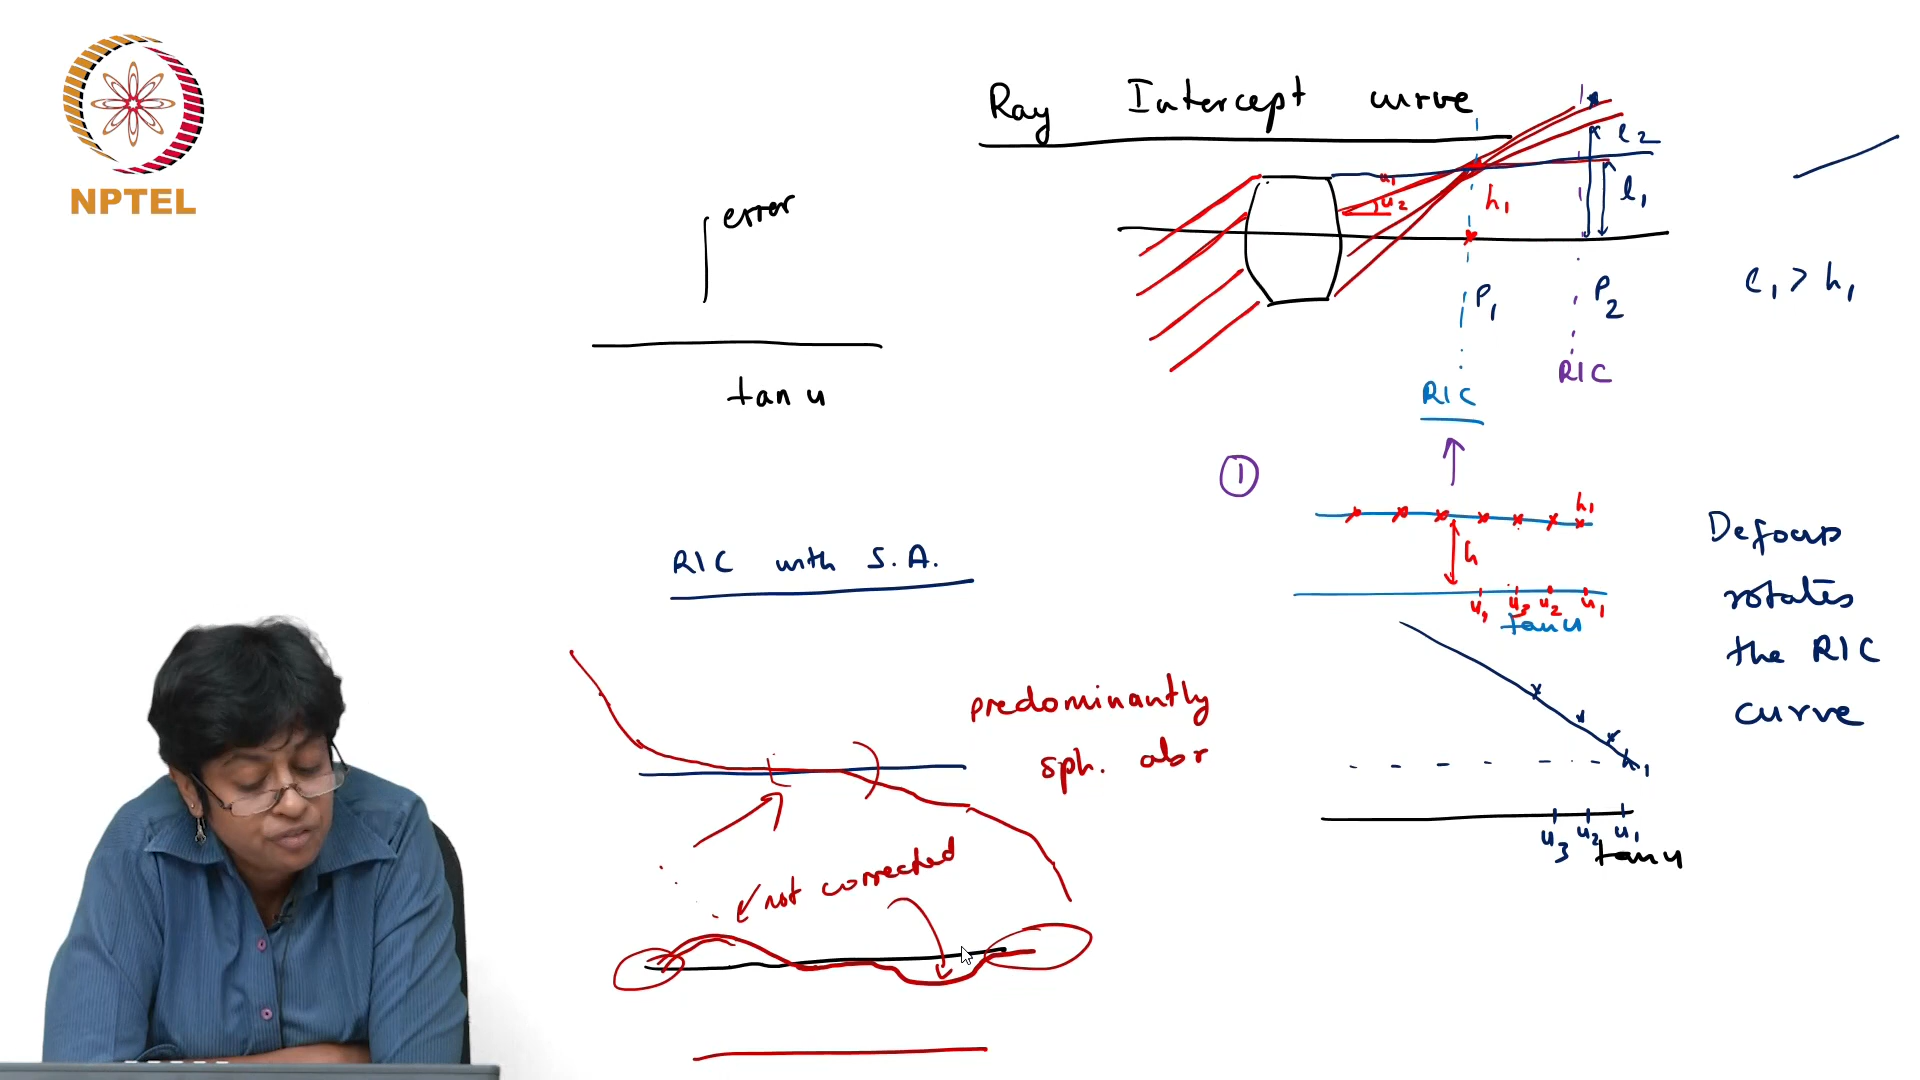 NPTEL
Ray Intercept curve
error
tan u
u1
u2
h1
l2
l1
l1 > h1
P1
P2
RIC
RIC
1
h1
h
u4 u3 u2 u1
tan u
Defocus
rotates
the RIC
curve
RIC with S.A.
predominantly
sph. abr
not corrected
h1
u3 u2 u1
tan u